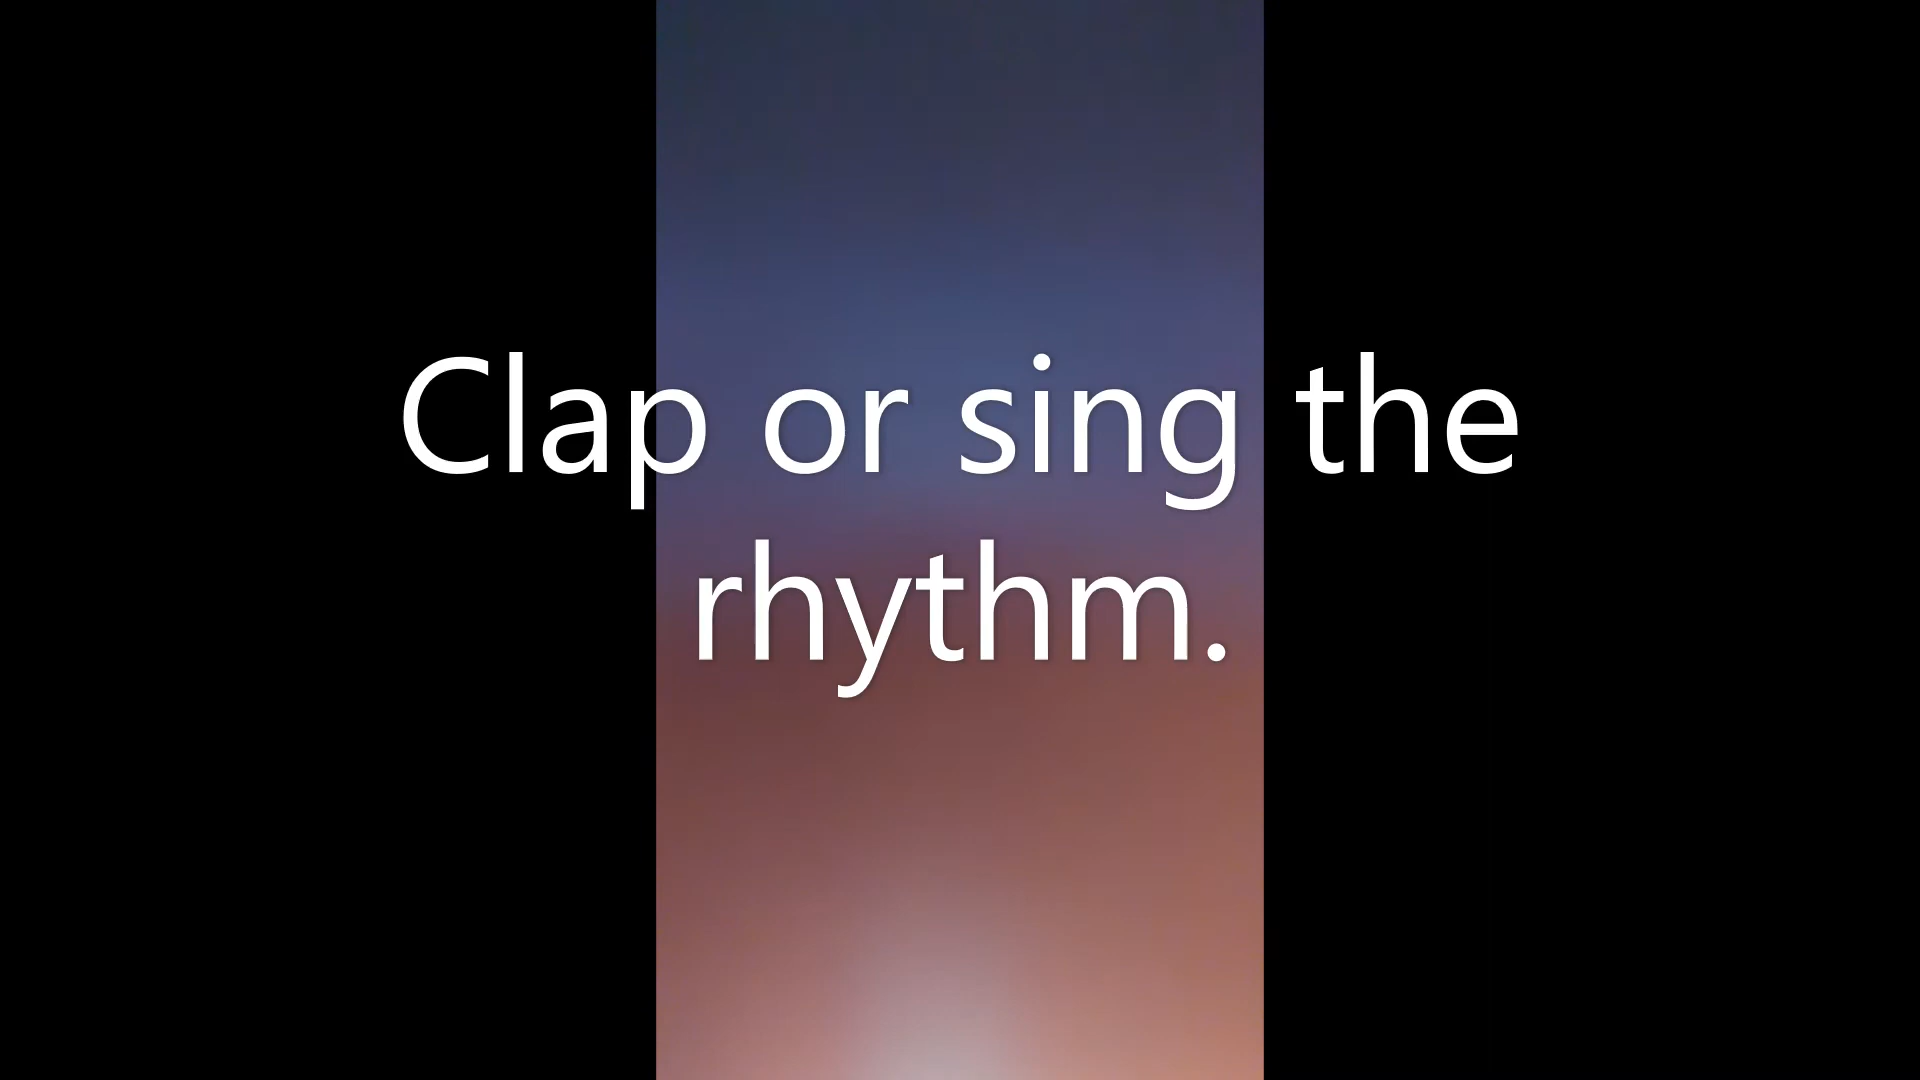 Clap or sing the
rhythm.